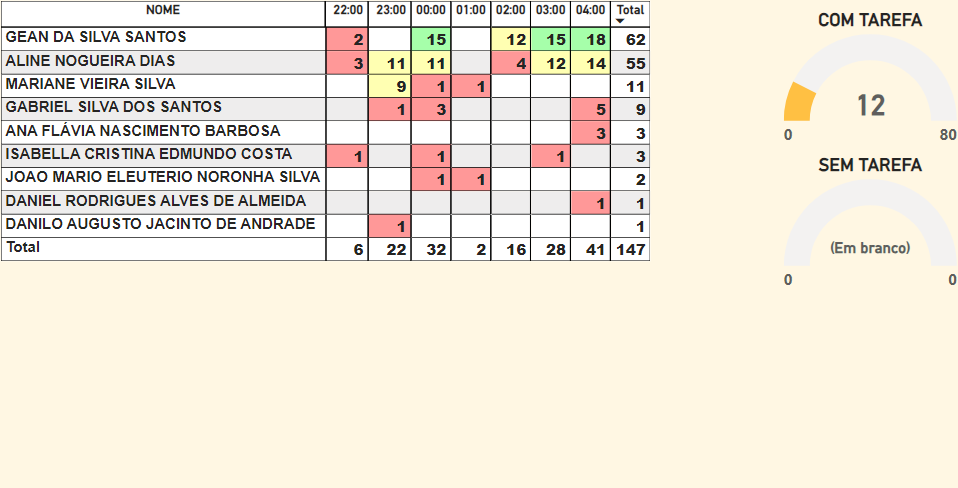 NOME 22:00 23:00 00:00 01:00 02:00 03:00 04:00 Total
GEAN DA SILVA SANTOS 2 15 12 15 18 62
ALINE NOGUEIRA DIAS 3 11 11 4 12 14 55
MARIANE VIEIRA SILVA 9 1 1 11
GABRIEL SILVA DOS SANTOS 1 3 5 9
ANA FLÁVIA NASCIMENTO BARBOSA 3 3
ISABELLA CRISTINA EDMUNDO COSTA 1 1 1 3
JOAO MARIO ELEUTERIO NORONHA SILVA 1 1 2
DANIEL RODRIGUES ALVES DE ALMEIDA 1 1
DANILO AUGUSTO JACINTO DE ANDRADE 1 1
Total 6 22 32 2 16 28 41 147
COM TAREFA
12
0 80
SEM TAREFA
(Em branco)
0 0